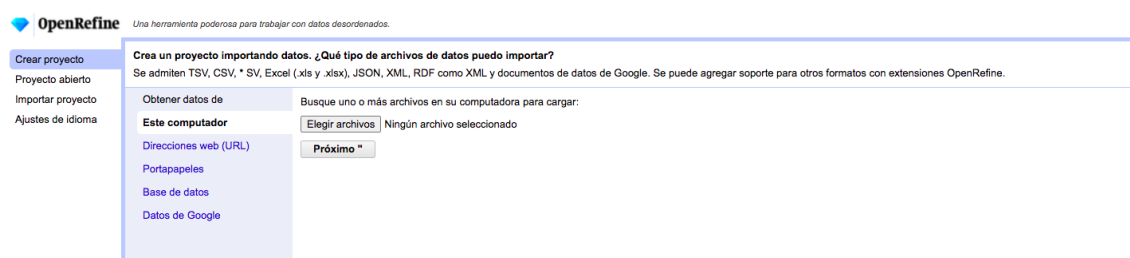 OpenRefine Una herramienta poderosa para trabajar con datos desordenados.
Crear proyecto
Proyecto abierto
Importar proyecto
Ajustes de idioma
Crea un proyecto importando datos. ¿Qué tipo de archivos de datos puedo importar?
Se admiten TSV, CSV, * SV, Excel (.xls y .xlsx), JSON, XML, RDF como XML y documentos de datos de Google. Se puede agregar soporte para otros formatos con extensiones OpenRefine.
Obtener datos de
Este computador
Direcciones web (URL)
Portapapeles
Base de datos
Datos de Google
Busque uno o más archivos en su computadora para cargar:
Elegir archivos Ningún archivo seleccionado
Próximo "